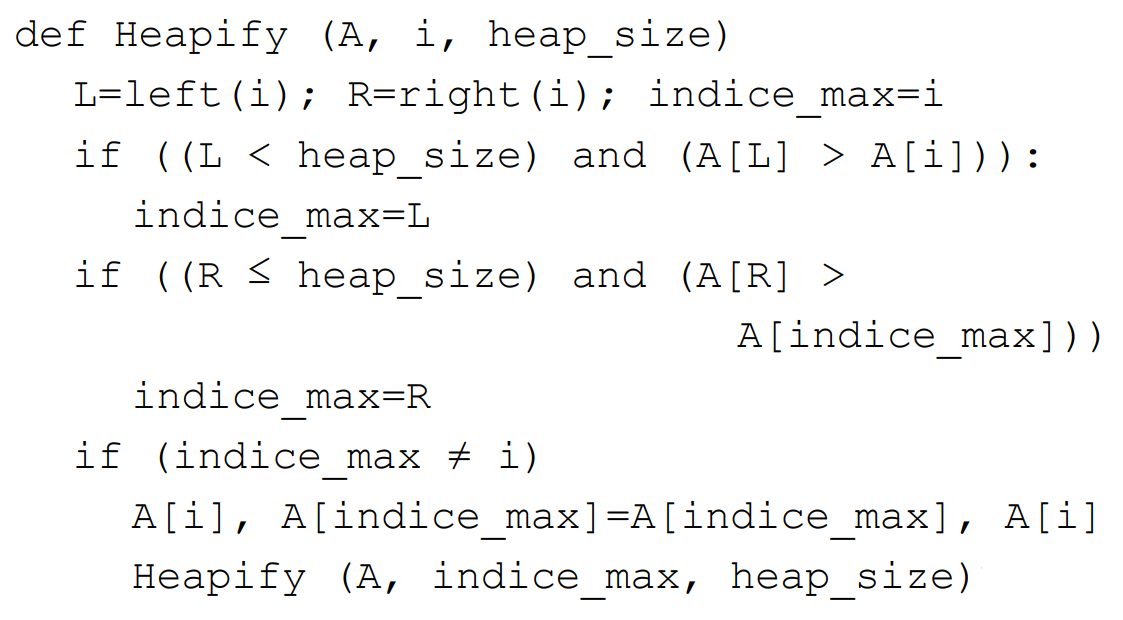 def Heapify (A, i, heap_size)
L=left(i); R=right(i); indice_max=i
if ((L < heap_size) and (A[L] > A[i])):
indice_max=L
if ((R ≤ heap_size) and (A[R] >
A[indice_max]))
indice_max=R
if (indice_max ≠ i)
A[i], A[indice_max]=A[indice_max], A[i]
Heapify (A, indice_max, heap_size)